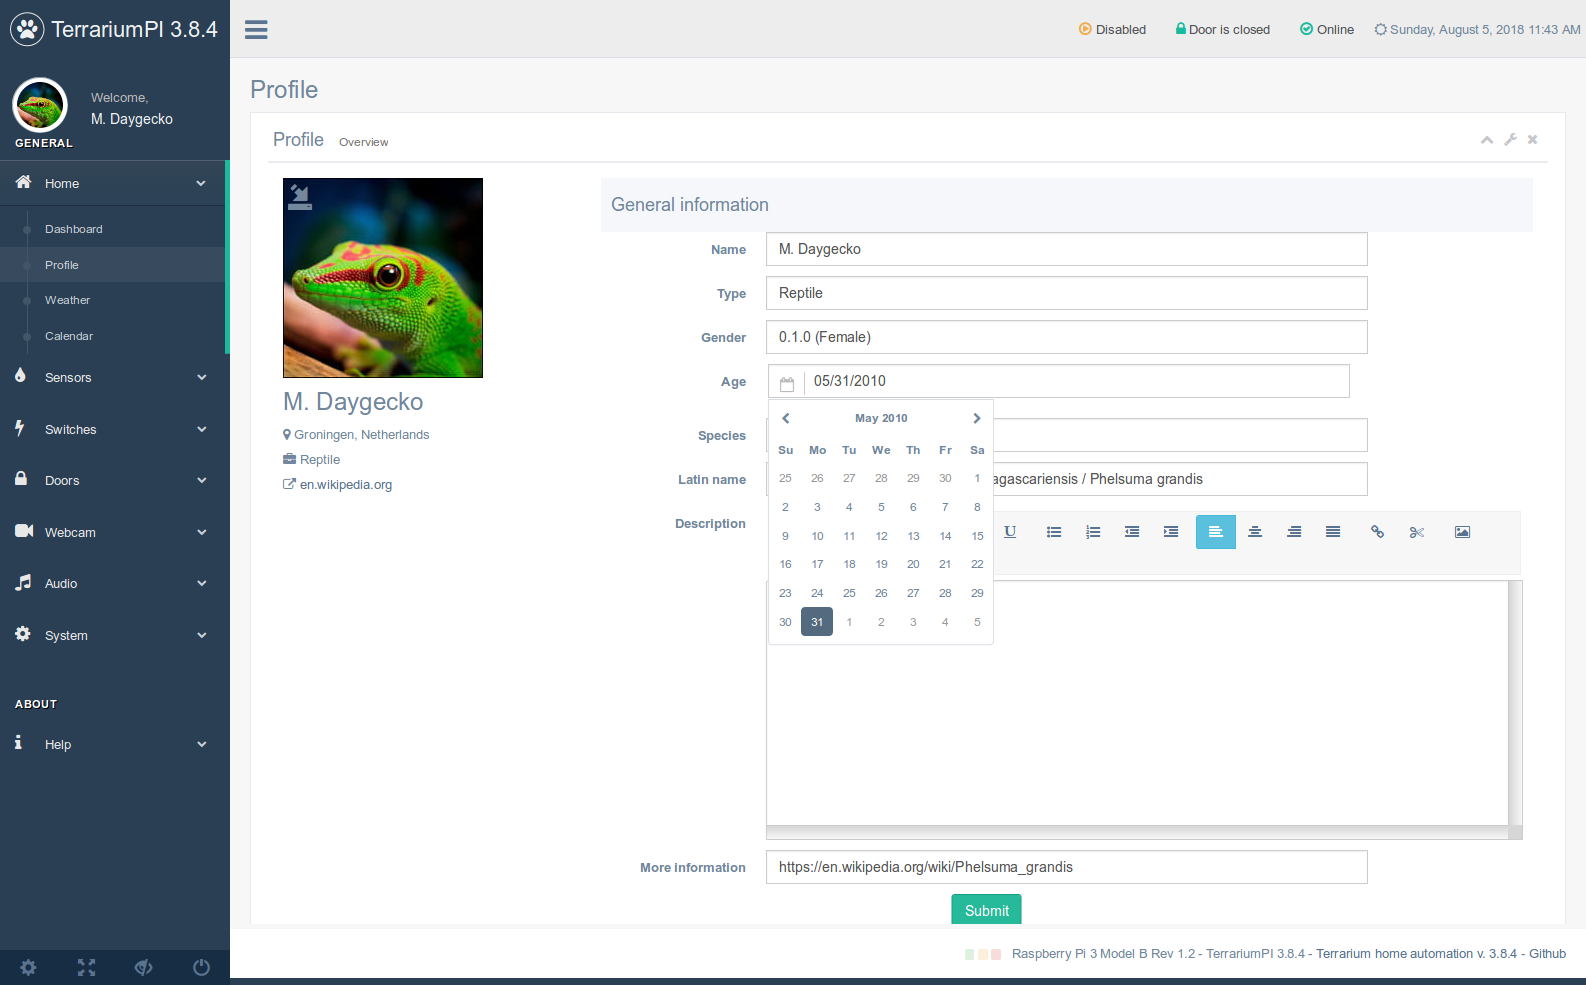 TerrariumPI 3.8.4
Disabled
Door is closed
Online
Sunday, August 5, 2018 11:43 AM
Welcome,
M. Daygecko
GENERAL
Home
Dashboard
Profile
Weather
Calendar
Sensors
Switches
Doors
Webcam
Audio
System
ABOUT
Help
Profile
Profile Overview
M. Daygecko
Groningen, Netherlands
Reptile
en.wikipedia.org
General information
Name M. Daygecko
Type Reptile
Gender 0.1.0 (Female)
Age 05/31/2010
May 2010
Su Mo Tu We Th Fr Sa
25 26 27 28 29 30 1
2 3 4 5 6 7 8
9 10 11 12 13 14 15
16 17 18 19 20 21 22
23 24 25 26 27 28 29
30 31 1 2 3 4 5
Species
Latin name agascariensis / Phelsuma grandis
Description
U
More information https://en.wikipedia.org/wiki/Phelsuma_grandis
Submit
Raspberry Pi 3 Model B Rev 1.2 - TerrariumPI 3.8.4 - Terrarium home automation v. 3.8.4 - Github